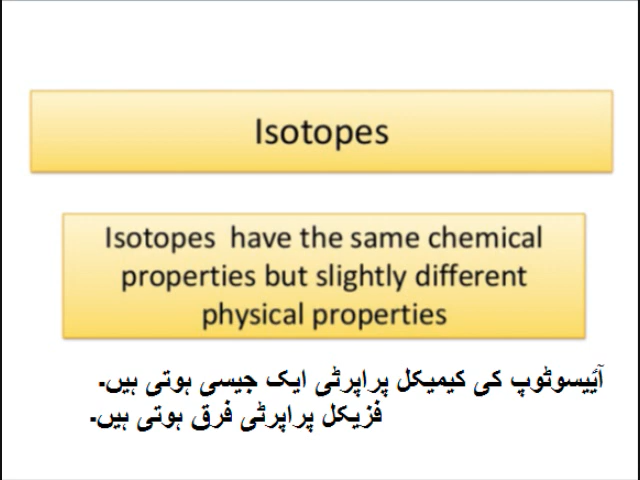 Isotopes
Isotopes have the same chemical
properties but slightly different
physical properties
آئیسوٹوپ کی کیمیکل پراپرٹی ایک جیسی ہوتی ہیں۔
فزیکل پراپرٹی فرق ہوتی ہیں۔